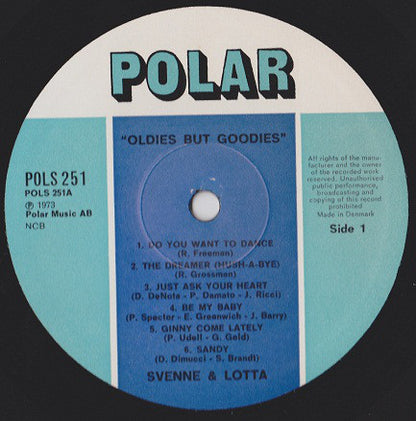 POLAR
"OLDIES BUT GOODIES"
POLS 251
POLS 251A
℗ 1973
Polar Music AB
NCB
All rights of the manu-
facturer and the owner
of the recorded work
reserved. Unauthorised
public performance,
broadcasting and
copying of this record
prohibited
Made in Denmark
Side 1
1. DO YOU WANT TO DANCE
(R. Freeman)
2. THE DREAMER (HUSH-A-BYE)
(R. Grossman)
3. JUST ASK YOUR HEART
(D. DeNota - P. Damato - J. Ricci)
4. BE MY BABY
(P. Spector - E. Greenwich - J. Barry)
5. GINNY COME LATELY
(P. Udell - G. Geld)
6. SANDY
(D. Dimucci - S. Brandt)
SVENNE & LOTTA